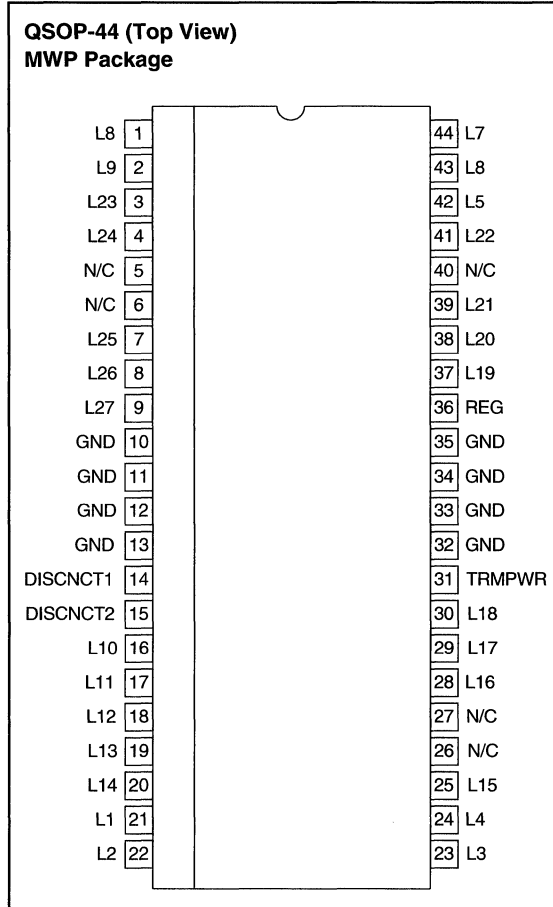 QSOP-44 (Top View)
MWP Package
L8 1 44 L7
L9 2 43 L8
L23 3 42 L5
L24 4 41 L22
N/C 5 40 N/C
N/C 6 39 L21
L25 7 38 L20
L26 8 37 L19
L27 9 36 REG
GND 10 35 GND
GND 11 34 GND
GND 12 33 GND
GND 13 32 GND
DISCNCT1 14 31 TRMPWR
DISCNCT2 15 30 L18
L10 16 29 L17
L11 17 28 L16
L12 18 27 N/C
L13 19 26 N/C
L14 20 25 L15
L1 21 24 L4
L2 22 23 L3